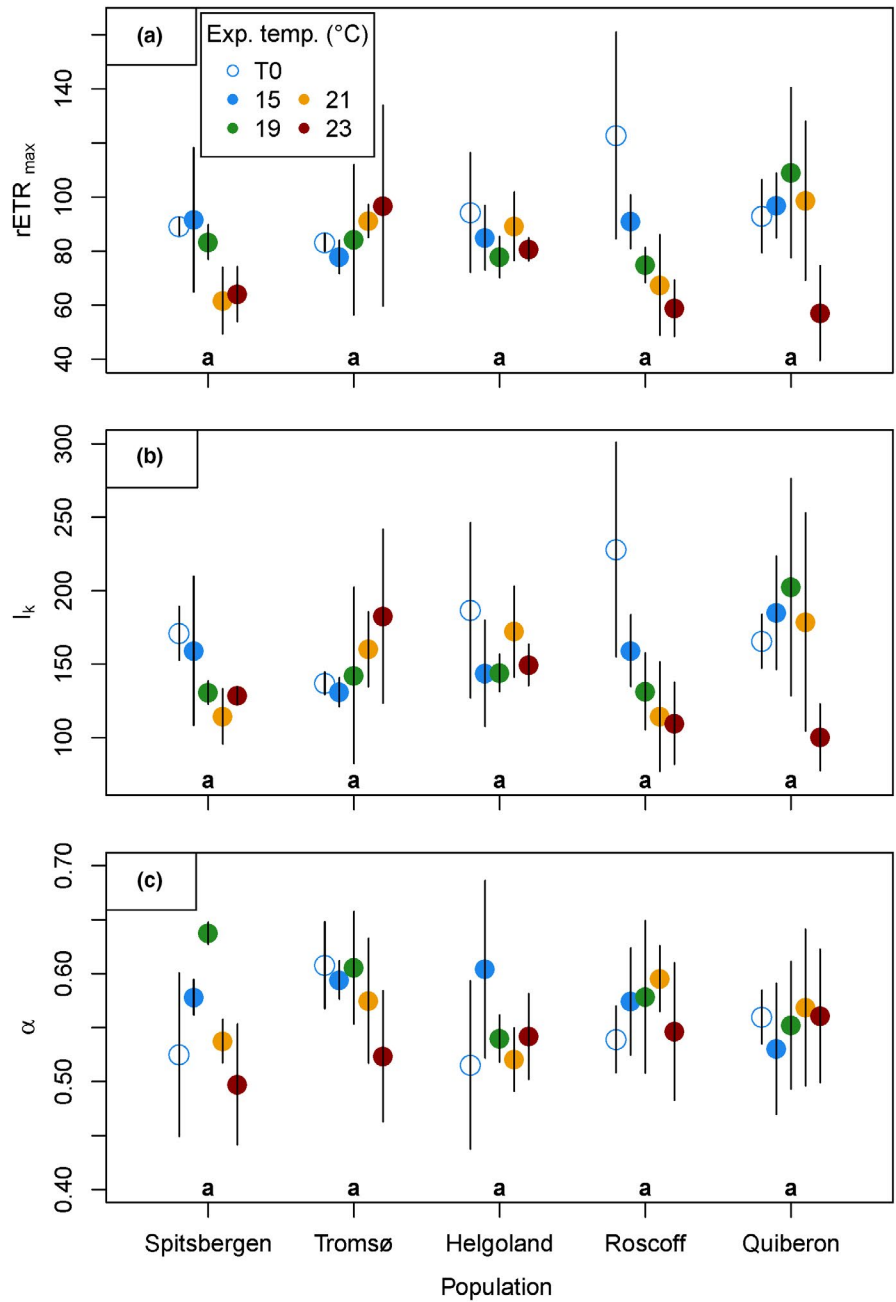 (a)
Exp. temp. (°C)
T0
15 21
19 23
140
120
100
80
60
40
rETR max
a a a a a
(b)
300
250
200
150
100
Ik
a a a a a
(c)
0.70
0.60
0.50
0.40
α
a a a a a
Spitsbergen Tromsø Helgoland Roscoff Quiberon
Population